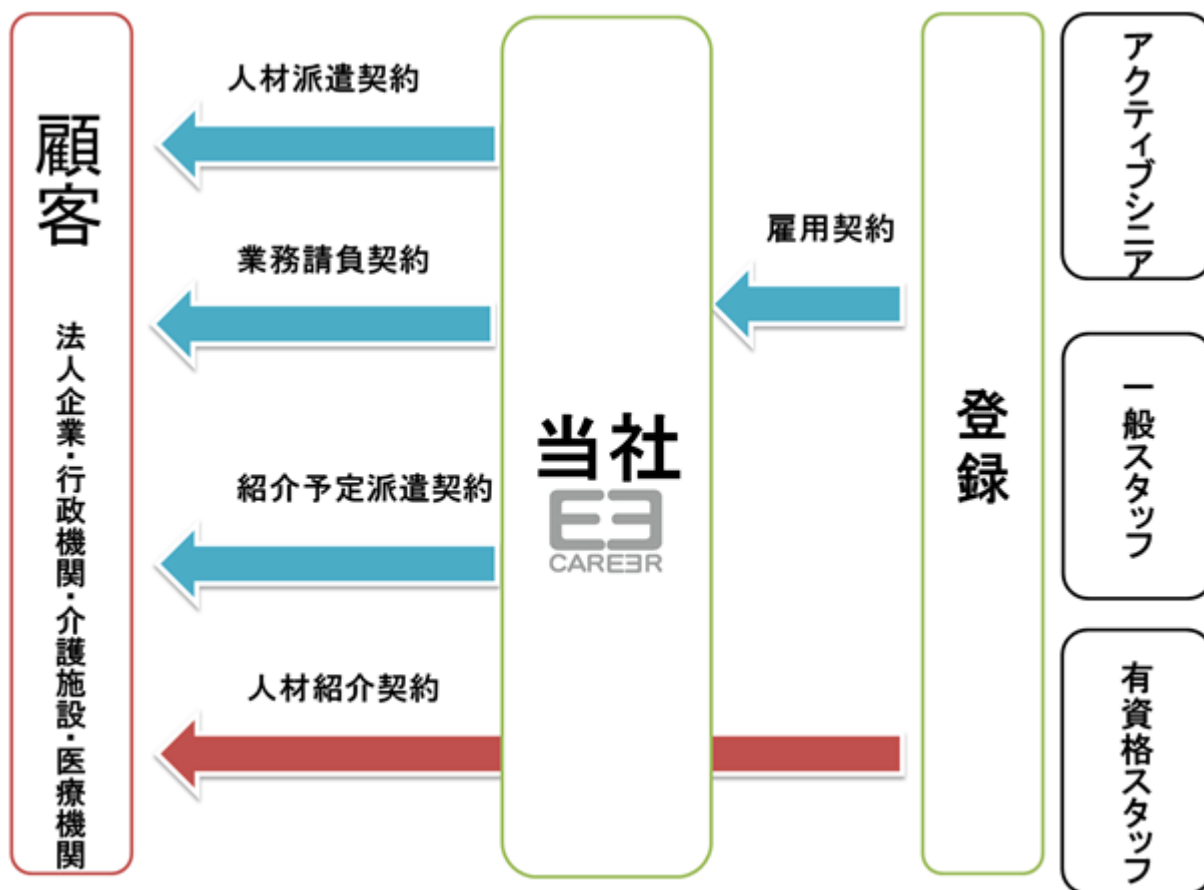 顧客
法人企業・行政機関・介護施設・医療機関
人材派遣契約
業務請負契約
紹介予定派遣契約
人材紹介契約
当社
E3
CAREER
雇用契約
登録
アクティブシニア
一般スタッフ
有資格スタッフ